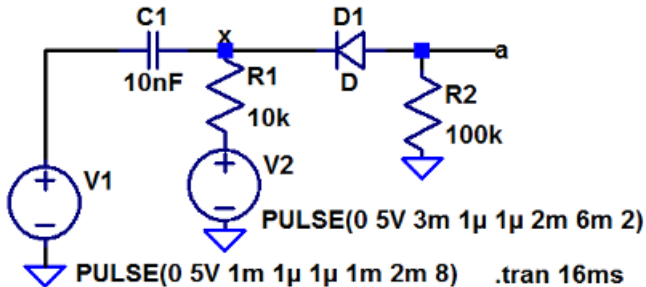 C1
D1
x
a
10nF
R1
D
R2
10k
100k
V1
V2
PULSE(0 5V 3m 1µ 1µ 2m 6m 2)
PULSE(0 5V 1m 1µ 1µ 1m 2m 8)
.tran 16ms